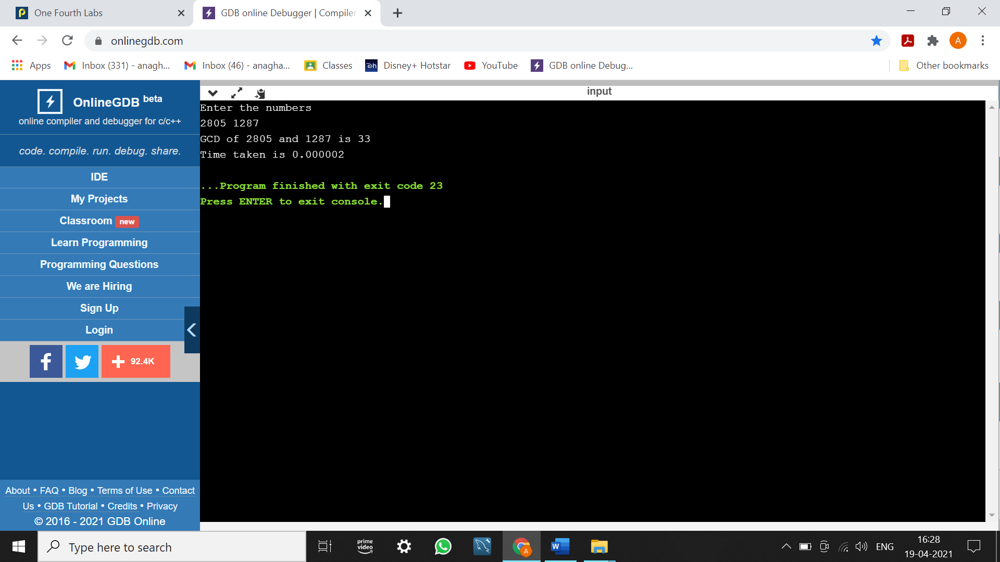 One Fourth Labs
GDB online Debugger | Compiler
onlinegdb.com
Apps
Inbox (331) - anagh...
Inbox (46) - anagha...
Classes
Disney+ Hotstar
YouTube
GDB online Debug...
Other bookmarks
A
OnlineGDB beta
online compiler and debugger for c/c++
code. compile. run. debug. share.
IDE
My Projects
Classroom new
Learn Programming
Programming Questions
We are Hiring
Sign Up
Login
92.4K
About • FAQ • Blog • Terms of Use • Contact
Us • GDB Tutorial • Credits • Privacy
© 2016 - 2021 GDB Online
input
Enter the numbers
2805 1287
GCD of 2805 and 1287 is 33
Time taken is 0.000002
...Program finished with exit code 23
Press ENTER to exit console.
Type here to search
prime
video
A
W
ENG
16:28
19-04-2021